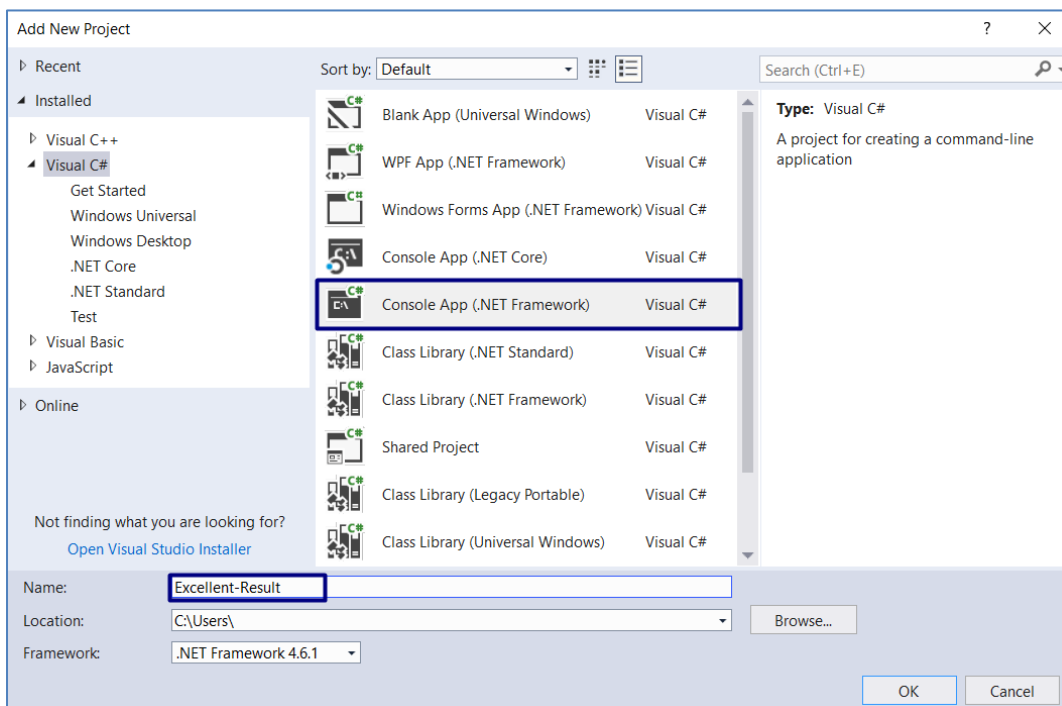 Add New Project
?
Recent
Installed
Visual C++
Visual C#
Get Started
Windows Universal
Windows Desktop
.NET Core
.NET Standard
Test
Visual Basic
JavaScript
Online
Not finding what you are looking for?
Open Visual Studio Installer
Sort by: Default
C# Blank App (Universal Windows) Visual C#
C# WPF App (.NET Framework) Visual C#
C# Windows Forms App (.NET Framework) Visual C#
C:\ Console App (.NET Core) Visual C#
C# C:\ Console App (.NET Framework) Visual C#
C# Class Library (.NET Standard) Visual C#
C# Class Library (.NET Framework) Visual C#
C# Shared Project Visual C#
C# Class Library (Legacy Portable) Visual C#
C# Class Library (Universal Windows) Visual C#
Search (Ctrl+E)
Type: Visual C#
A project for creating a command-line
application
Name: Excellent-Result
Location: C:\Users\
Browse...
Framework: .NET Framework 4.6.1
OK Cancel